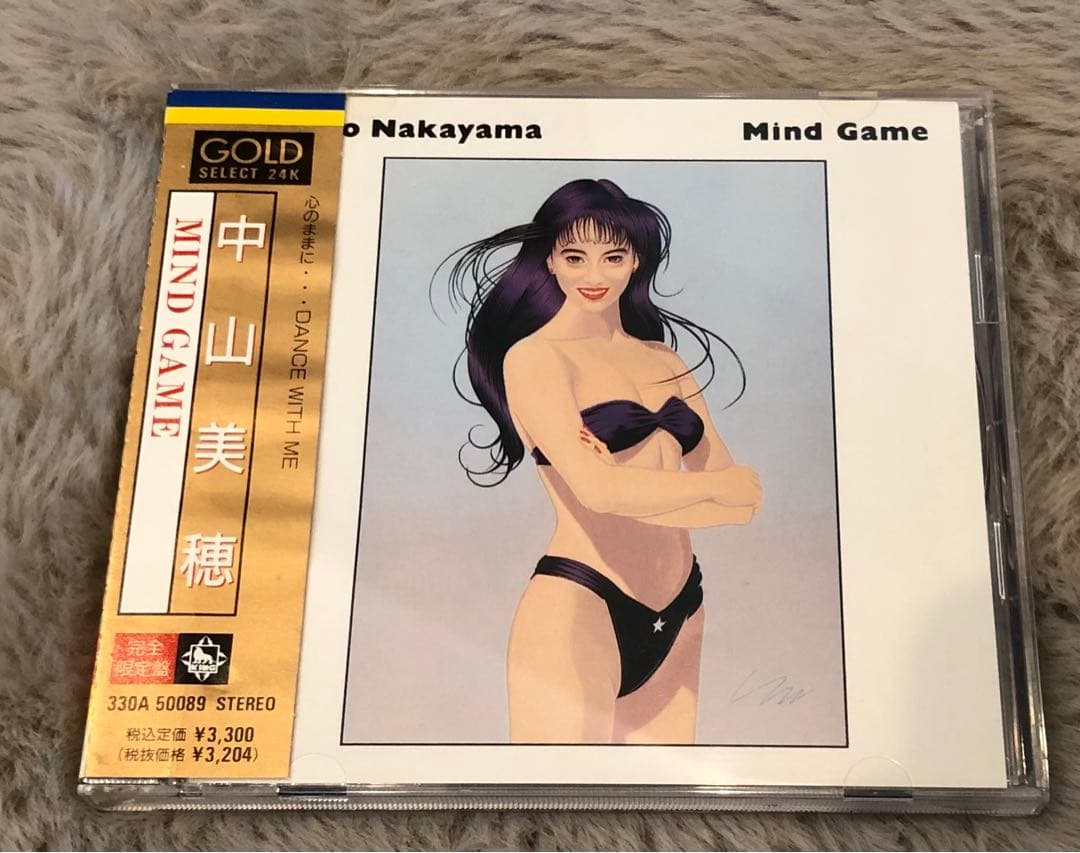 o Nakayama
Mind Game
GOLD
SELECT 24K
心のままに・・・DANCE WITH ME
中山美穂
MIND GAME
完全
限定盤
KING
330A 50089 STEREO
税込定価 ¥3,300
(税抜価格 ¥3,204)